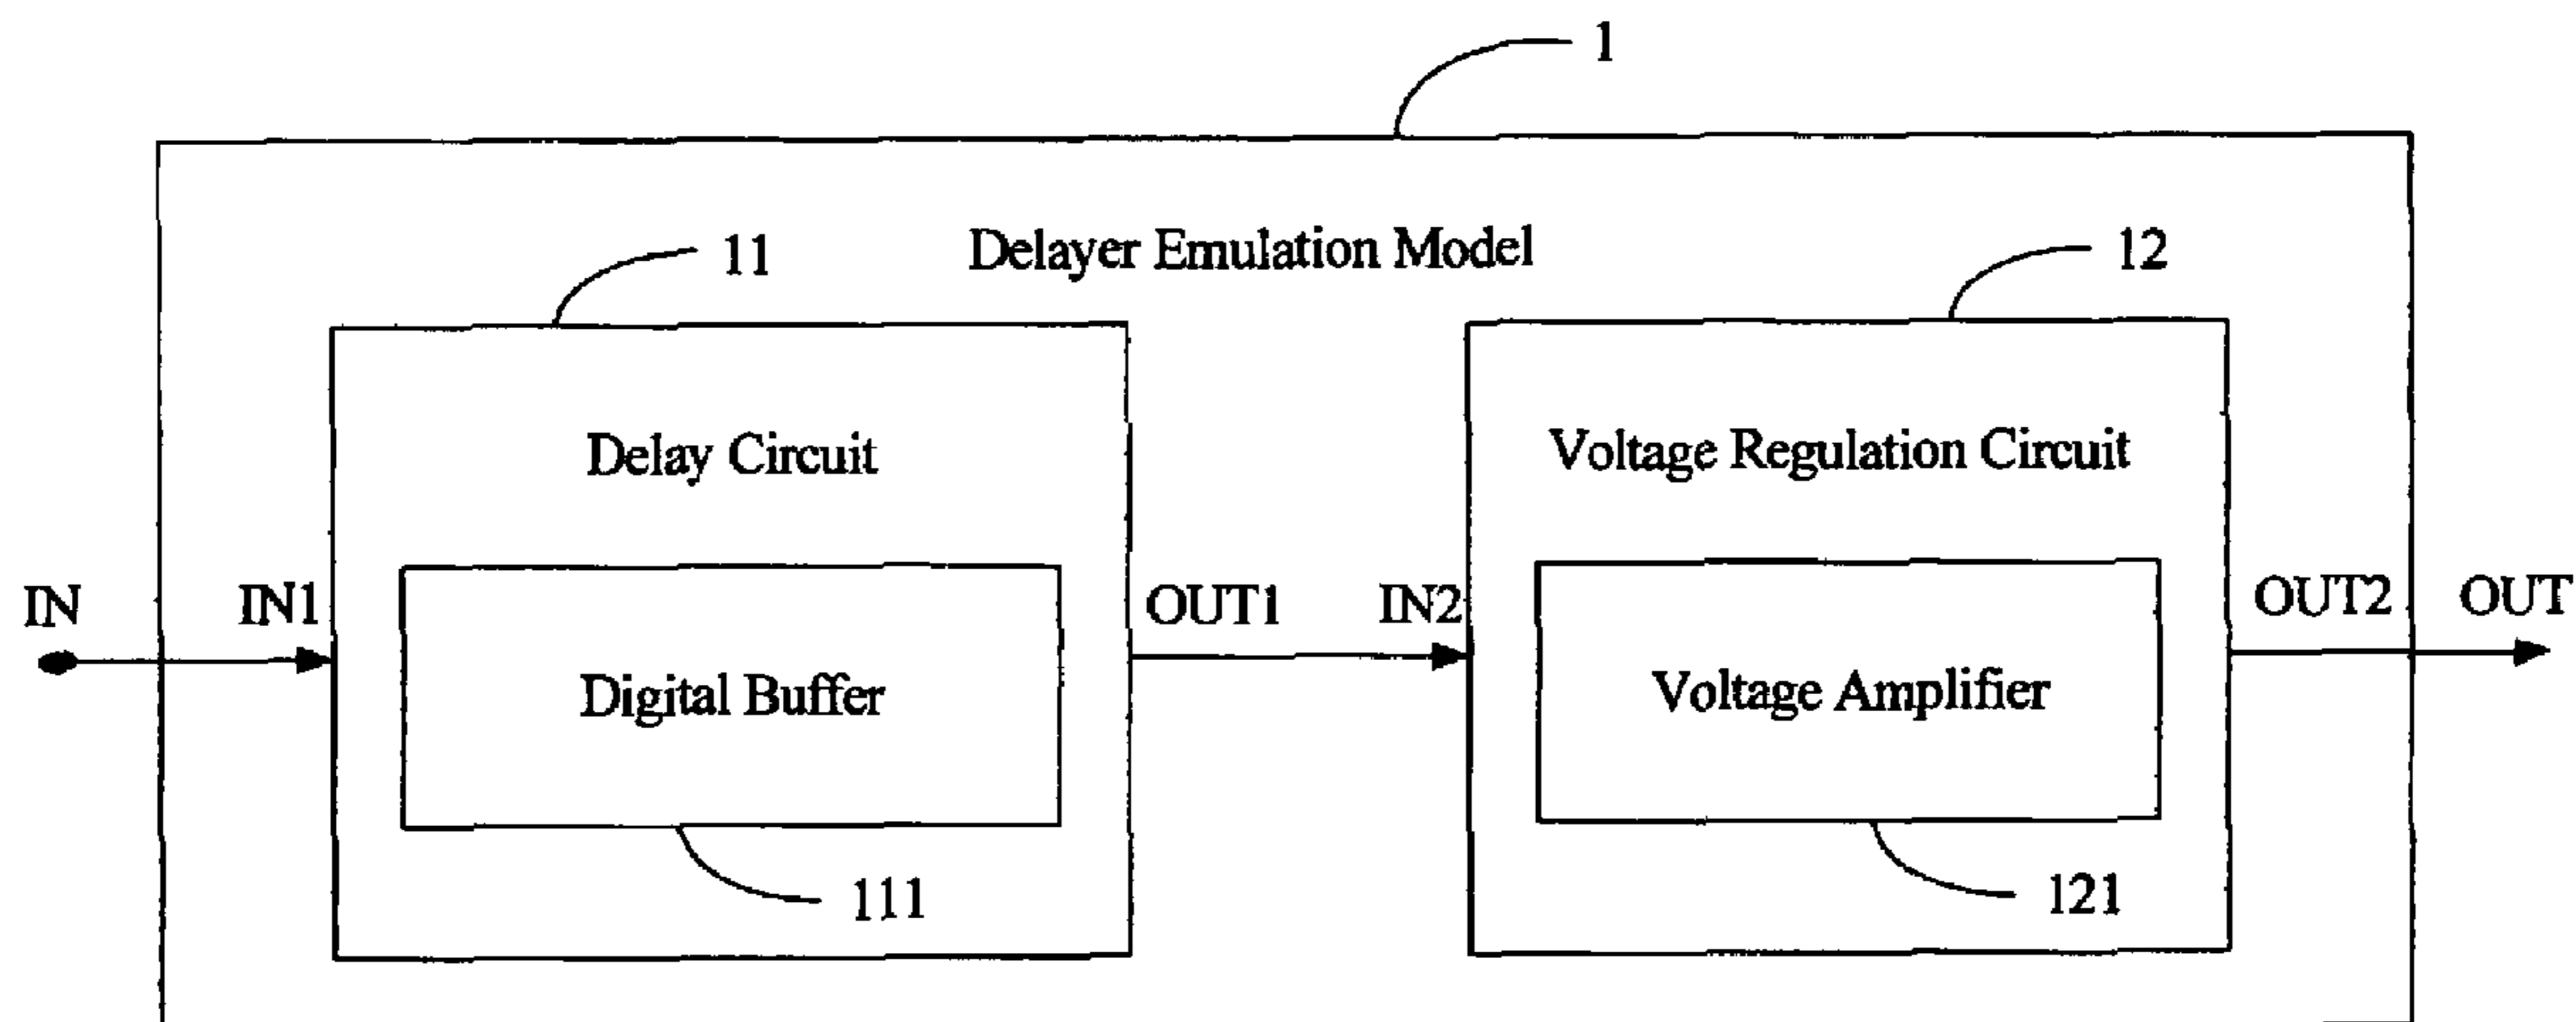 1
Delayer Emulation Model
11
12
Delay Circuit
Voltage Regulation Circuit
IN
IN1
OUT1
IN2
OUT2
OUT
Digital Buffer
Voltage Amplifier
111
121